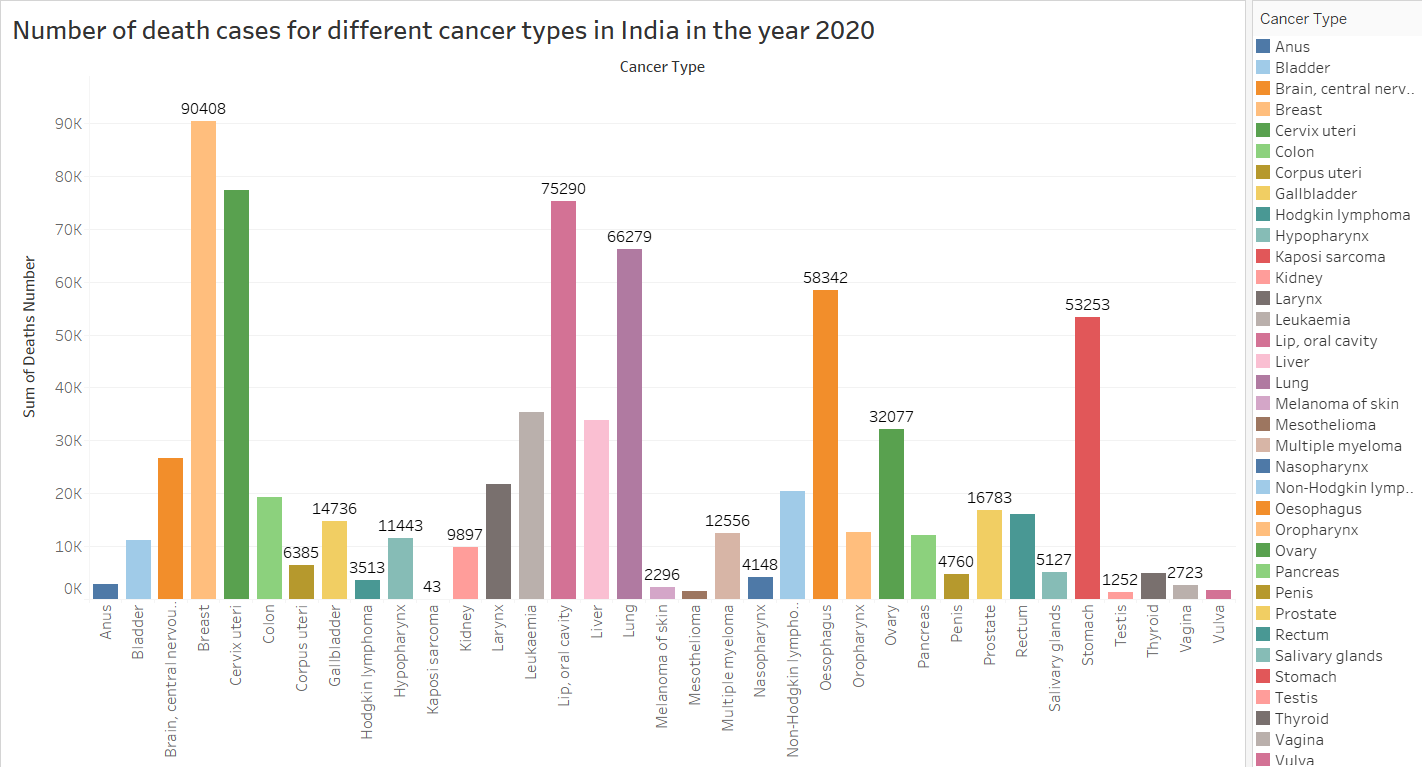 Number of death cases for different cancer types in India in the year 2020
Cancer Type
Sum of Deaths Number
90K
80K
70K
60K
50K
40K
30K
20K
10K
0K
90408
14736
6385
3513
11443
43
9897
75290
66279
2296
12556
4148
58342
32077
4760
16783
5127
53253
1252
2723
Anus
Bladder
Brain, central nervou..
Breast
Cervix uteri
Colon
Corpus uteri
Gallbladder
Hodgkin lymphoma
Hypopharynx
Kaposi sarcoma
Kidney
Larynx
Leukaemia
Lip, oral cavity
Liver
Lung
Melanoma of skin
Mesothelioma
Multiple myeloma
Nasopharynx
Non-Hodgkin lympho..
Oesophagus
Oropharynx
Ovary
Pancreas
Penis
Prostate
Rectum
Salivary glands
Stomach
Testis
Thyroid
Vagina
Vulva
Cancer Type
Anus
Bladder
Brain, central nerv..
Breast
Cervix uteri
Colon
Corpus uteri
Gallbladder
Hodgkin lymphoma
Hypopharynx
Kaposi sarcoma
Kidney
Larynx
Leukaemia
Lip, oral cavity
Liver
Lung
Melanoma of skin
Mesothelioma
Multiple myeloma
Nasopharynx
Non-Hodgkin lymp..
Oesophagus
Oropharynx
Ovary
Pancreas
Penis
Prostate
Rectum
Salivary glands
Stomach
Testis
Thyroid
Vagina
Vulva